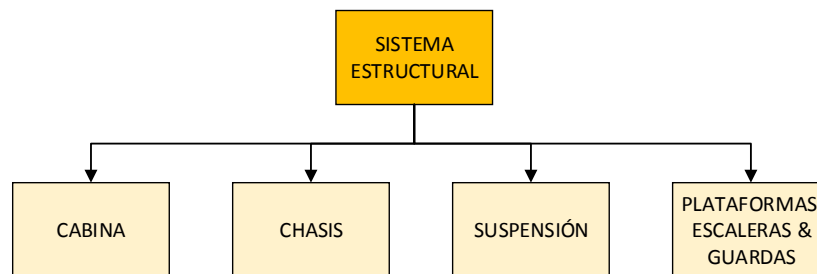 SISTEMA
ESTRUCTURAL
CABINA
CHASIS
SUSPENSIÓN
PLATAFORMAS
ESCALERAS &
GUARDAS